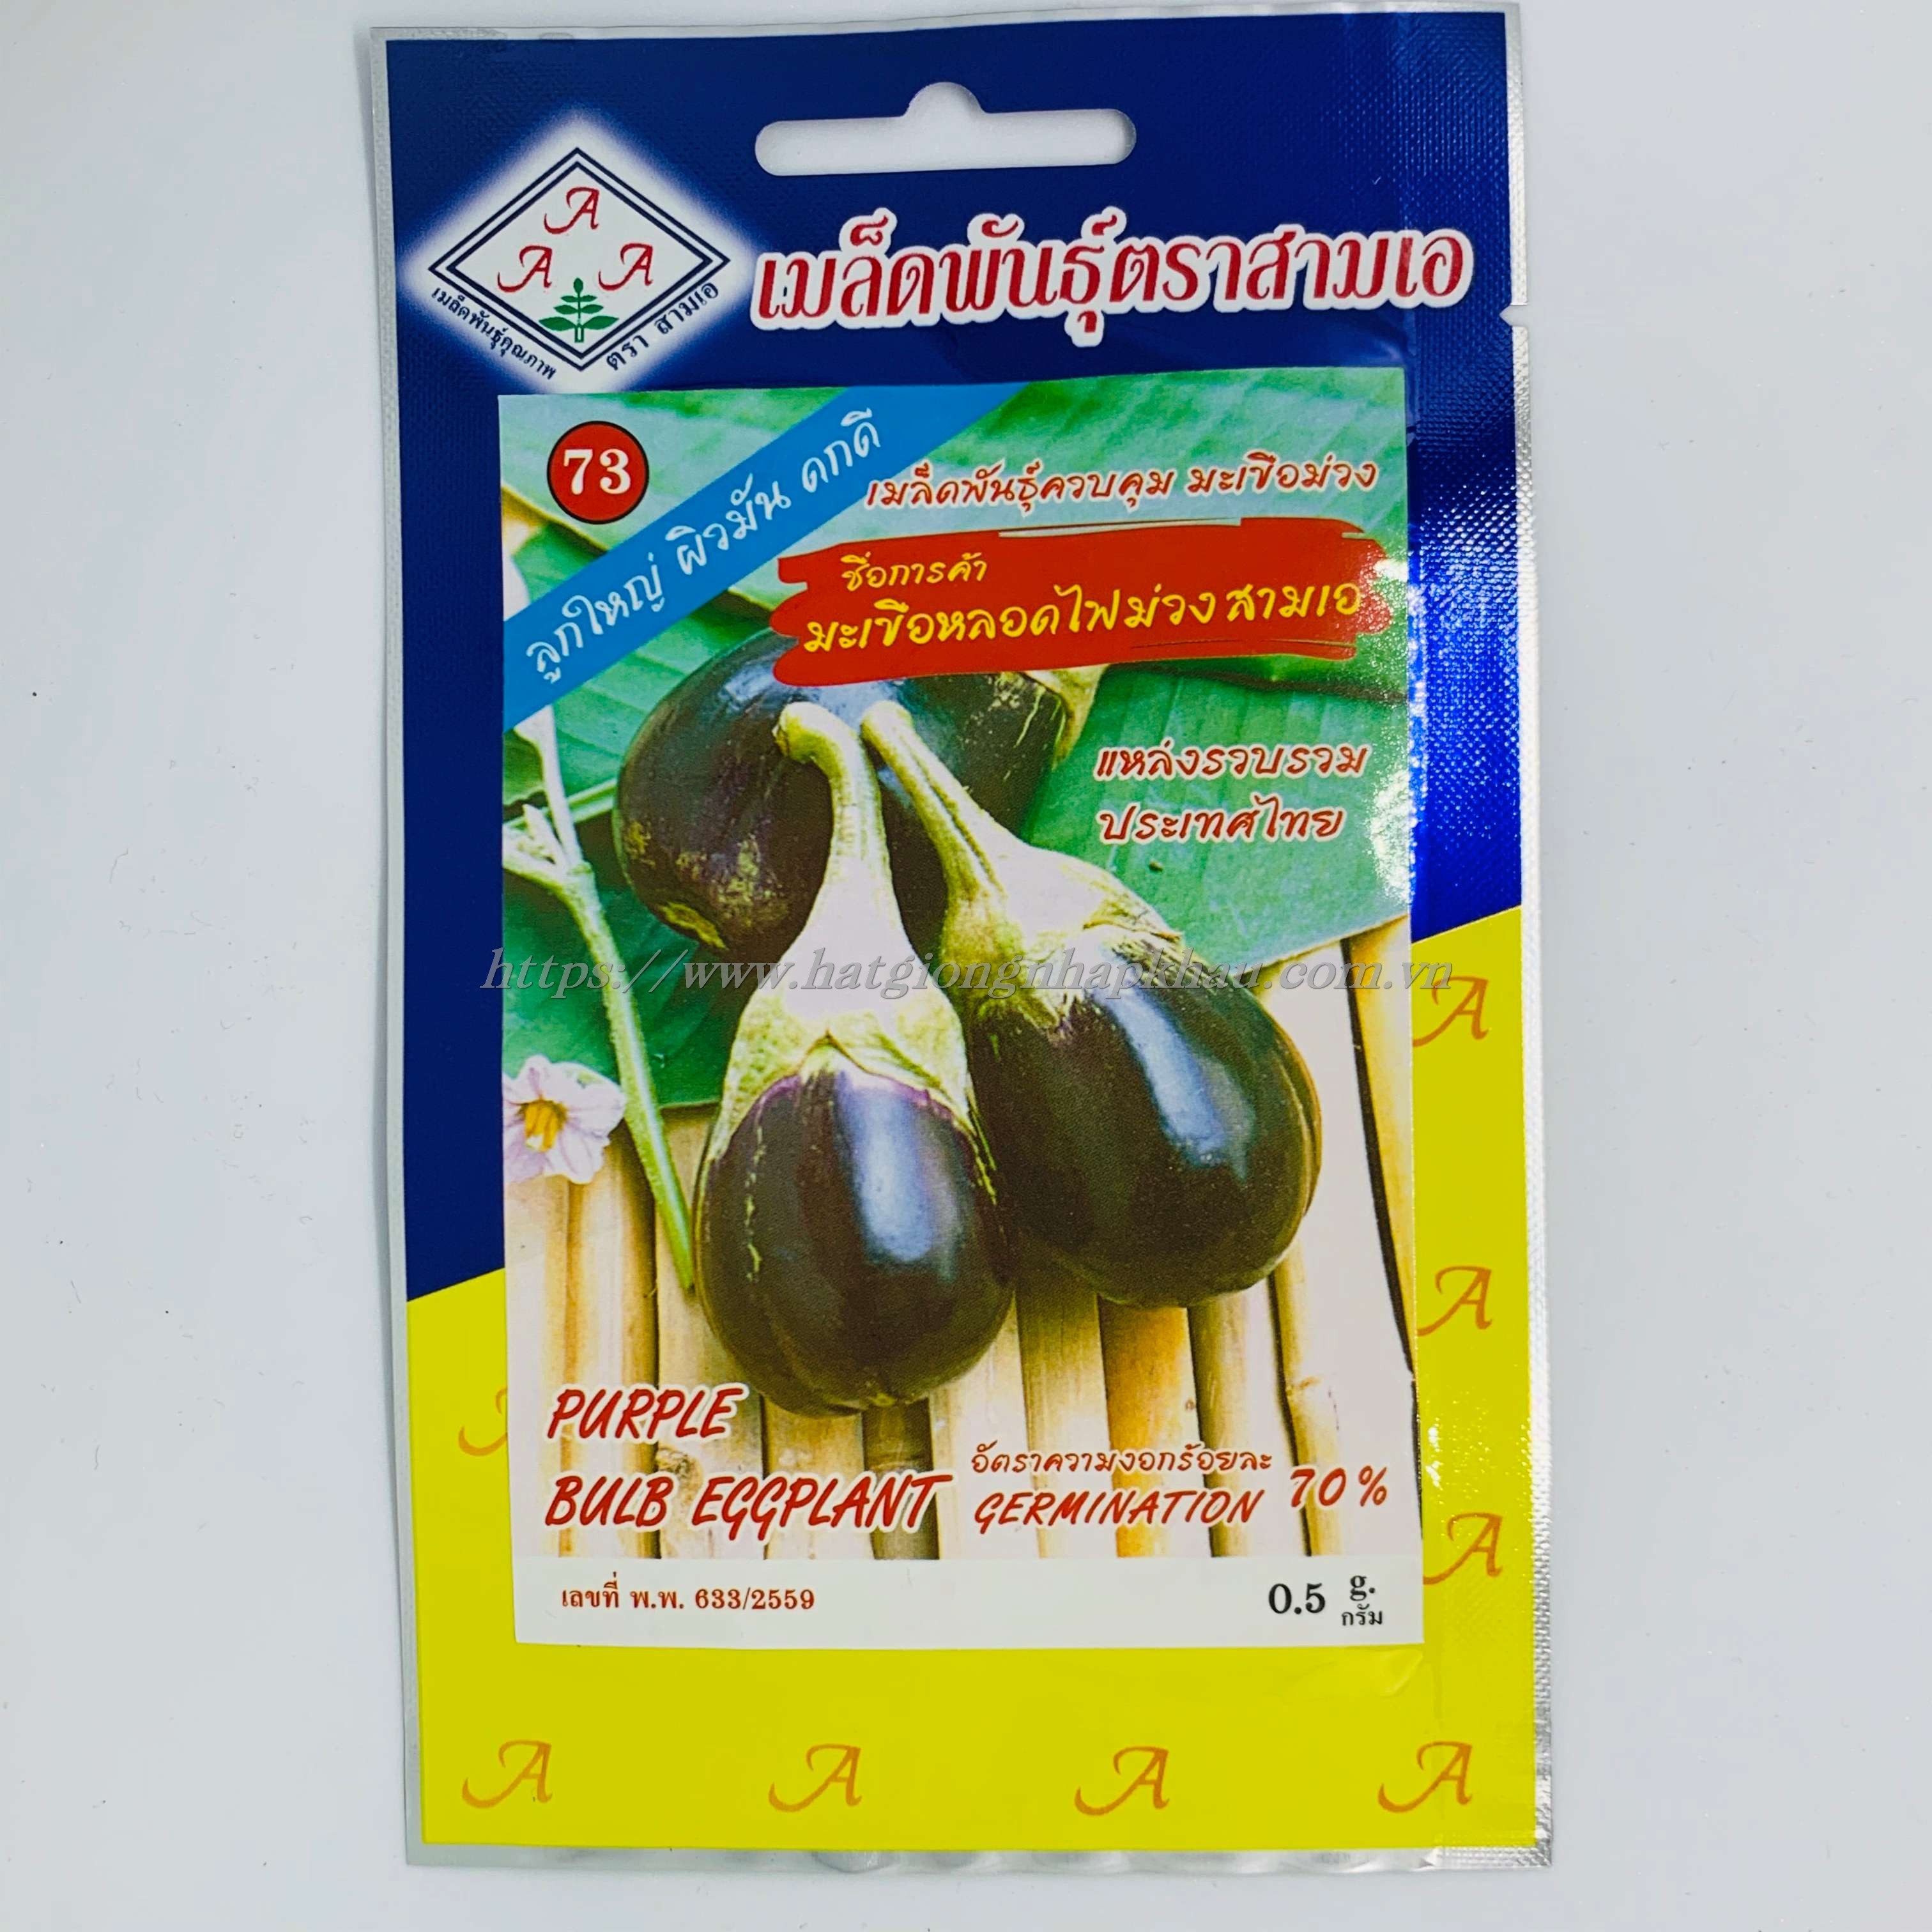 A
A A
เมล็ดพันธุ์คุณภาพ ตรา สามเอ
เมล็ดพันธุ์ตราสามเอ
73
ลูกใหญ่ ผิวมัน ดกดี
เมล็ดพันธุ์ควบคุม มะเขือม่วง
ชื่อการค้า
มะเขือหลอดไฟม่วง สามเอ
แหล่งรวบรวม
ประเทศไทย
https://www.hatgiongnhapkhau.com.vn
A
A
A
PURPLE
BULB EGGPLANT
อัตราความงอกร้อยละ
GERMINATION 70%
เลขที่ พ.พ. 633/2559
0.5 g.
กรัม
A A A A